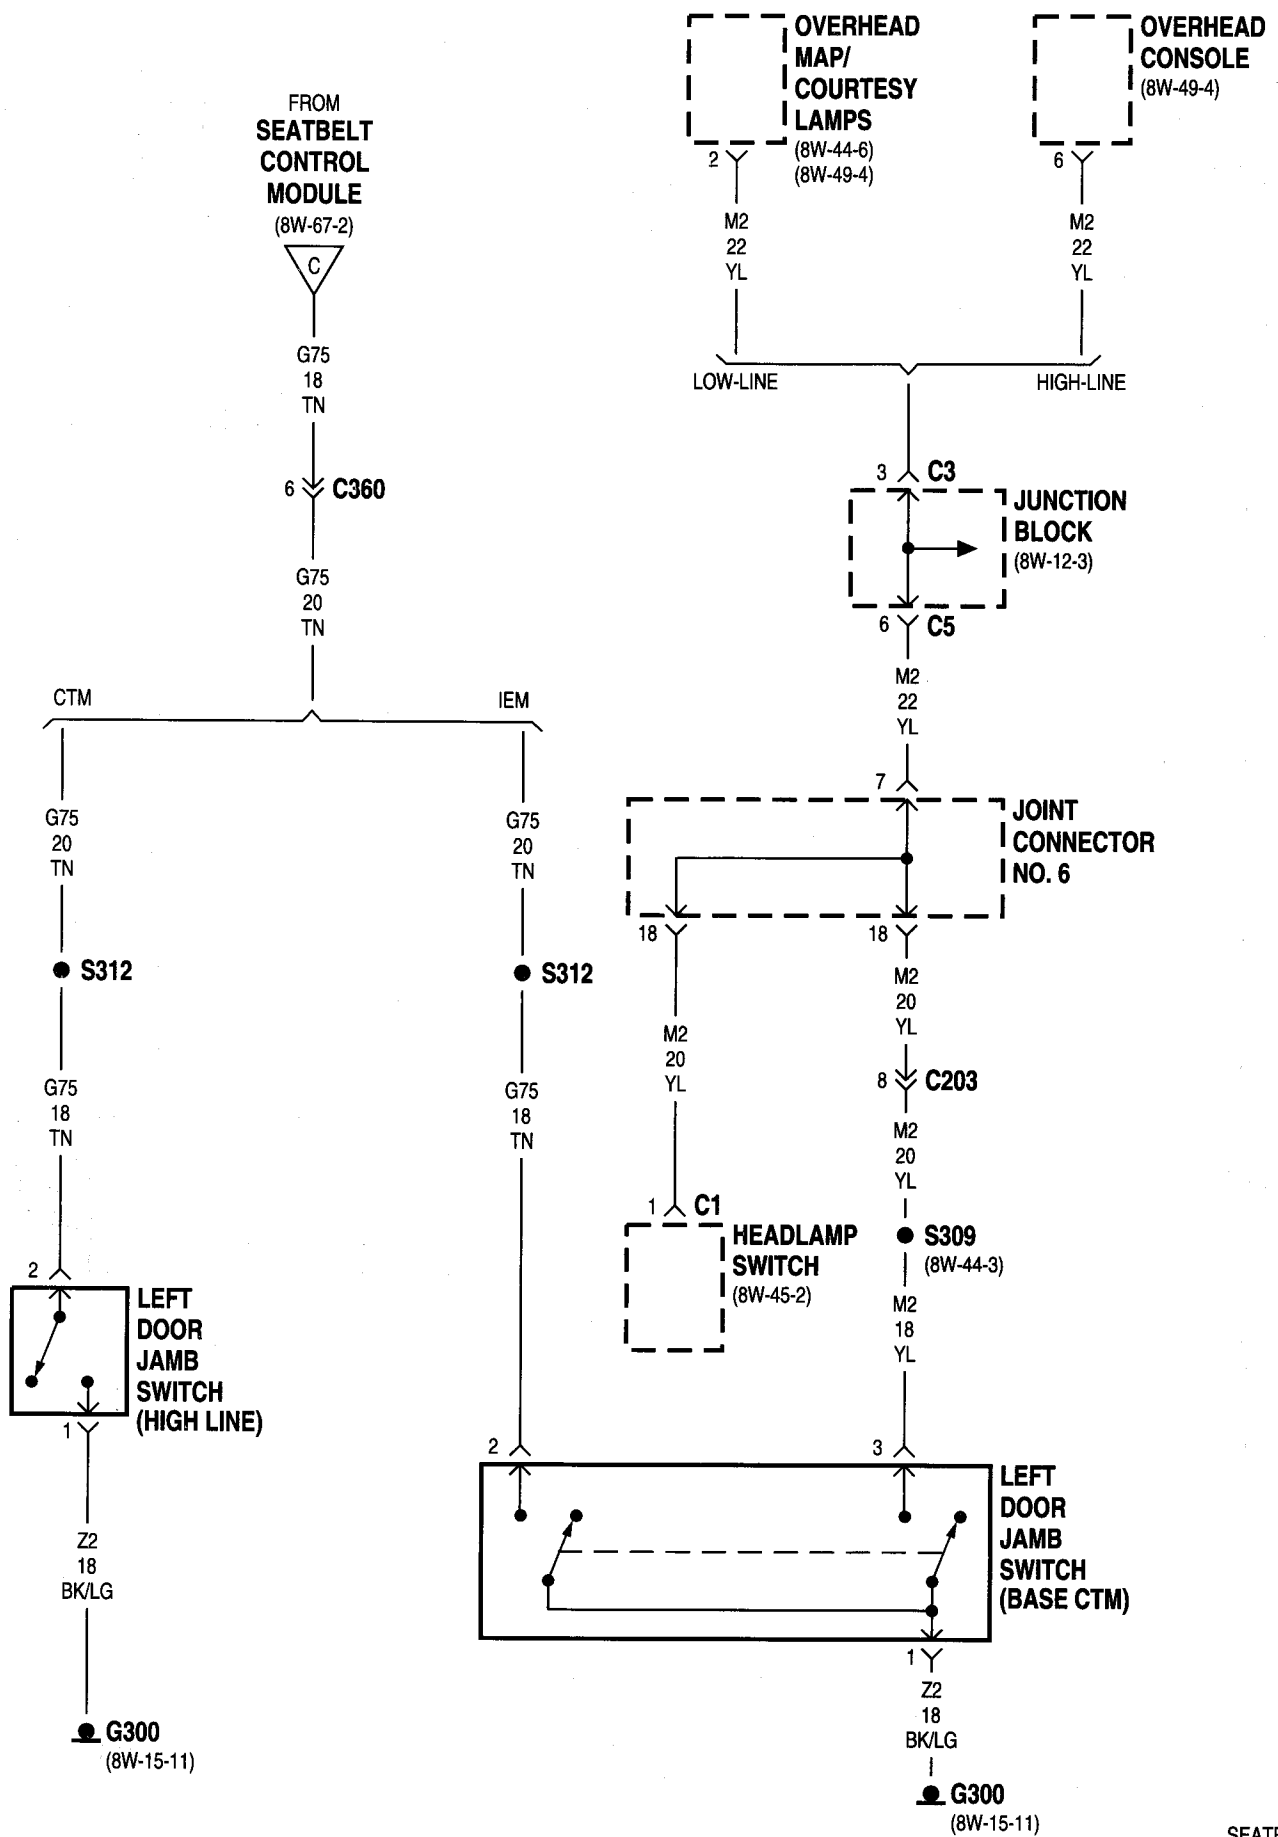 FROM
SEATBELT
CONTROL
MODULE
(8W-67-2)
C
G75
18
TN
6 C360
G75
20
TN
CTM
IEM
G75
20
TN
S312
G75
18
TN
2
LEFT
DOOR
JAMB
SWITCH
(HIGH LINE)
1
Z2
18
BK/LG
G300
(8W-15-11)
G75
20
TN
S312
G75
18
TN
2
OVERHEAD
MAP/
COURTESY
LAMPS
(8W-44-6)
(8W-49-4)
2
M2
22
YL
LOW-LINE
OVERHEAD
CONSOLE
(8W-49-4)
6
M2
22
YL
HIGH-LINE
3 C3
JUNCTION
BLOCK
(8W-12-3)
6 C5
M2
22
YL
7
JOINT
CONNECTOR
NO. 6
18
M2
20
YL
1 C1
HEADLAMP
SWITCH
(8W-45-2)
18
M2
20
YL
8 C203
M2
20
YL
S309
(8W-44-3)
M2
18
YL
3
LEFT
DOOR
JAMB
SWITCH
(BASE CTM)
1
Z2
18
BK/LG
G300
(8W-15-11)